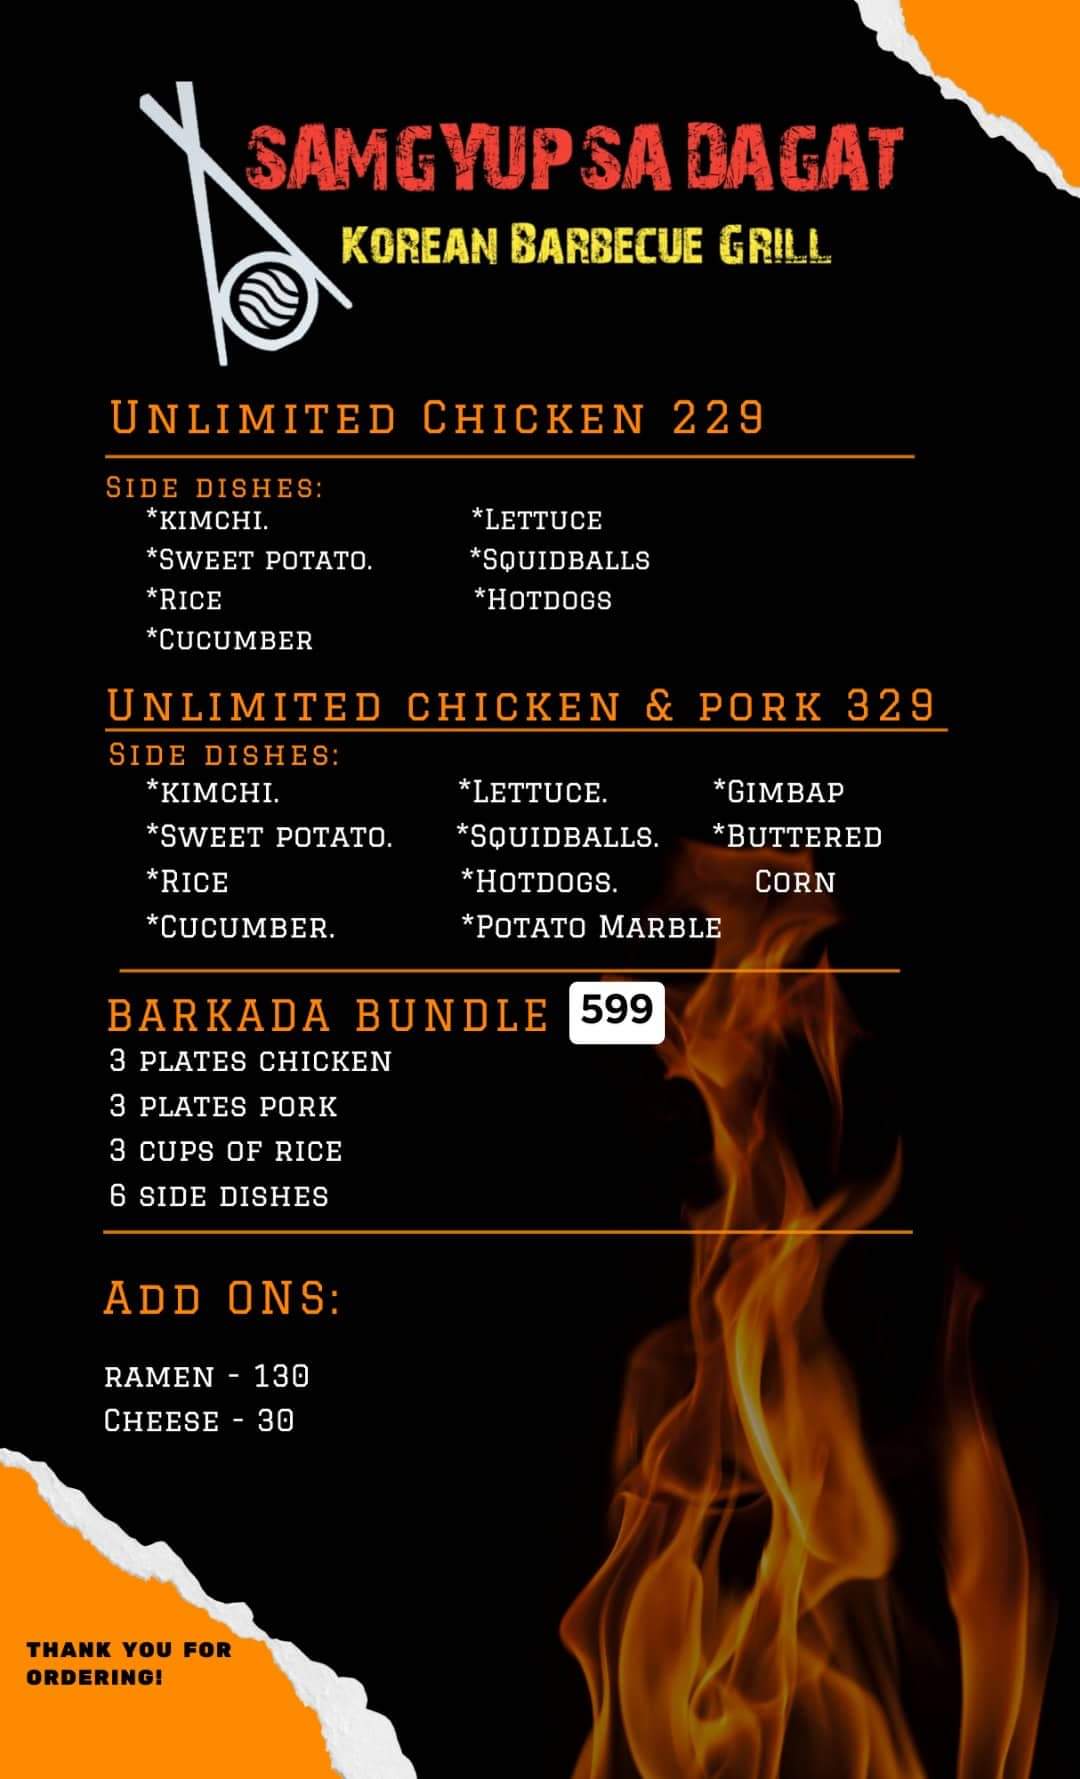 SAMGYUP SA DAGAT
KOREAN BARBECUE GRILL
UNLIMITED CHICKEN 229
SIDE DISHES:
*KIMCHI. *LETTUCE
*SWEET POTATO. *SQUIDBALLS
*RICE *HOTDOGS
*CUCUMBER
UNLIMITED CHICKEN & PORK 329
SIDE DISHES:
*KIMCHI. *LETTUCE. *GIMBAP
*SWEET POTATO. *SQUIDBALLS. *BUTTERED
*RICE *HOTDOGS. CORN
*CUCUMBER. *POTATO MARBLE
BARKADA BUNDLE 599
3 PLATES CHICKEN
3 PLATES PORK
3 CUPS OF RICE
6 SIDE DISHES
ADD ONS:
RAMEN - 130
CHEESE - 30
THANK YOU FOR
ORDERING!